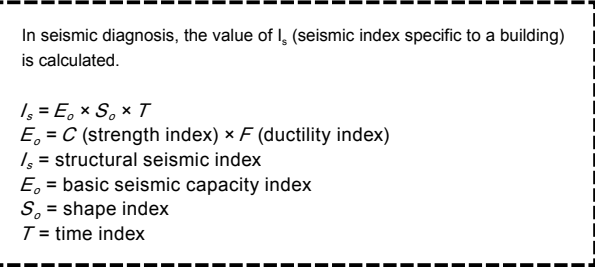 In seismic diagnosis, the value of Iₛ (seismic index specific to a building)
is calculated.
Iₛ = Eₒ × Sₒ × T
Eₒ = C (strength index) × F (ductility index)
Iₛ = structural seismic index
Eₒ = basic seismic capacity index
Sₒ = shape index
T = time index